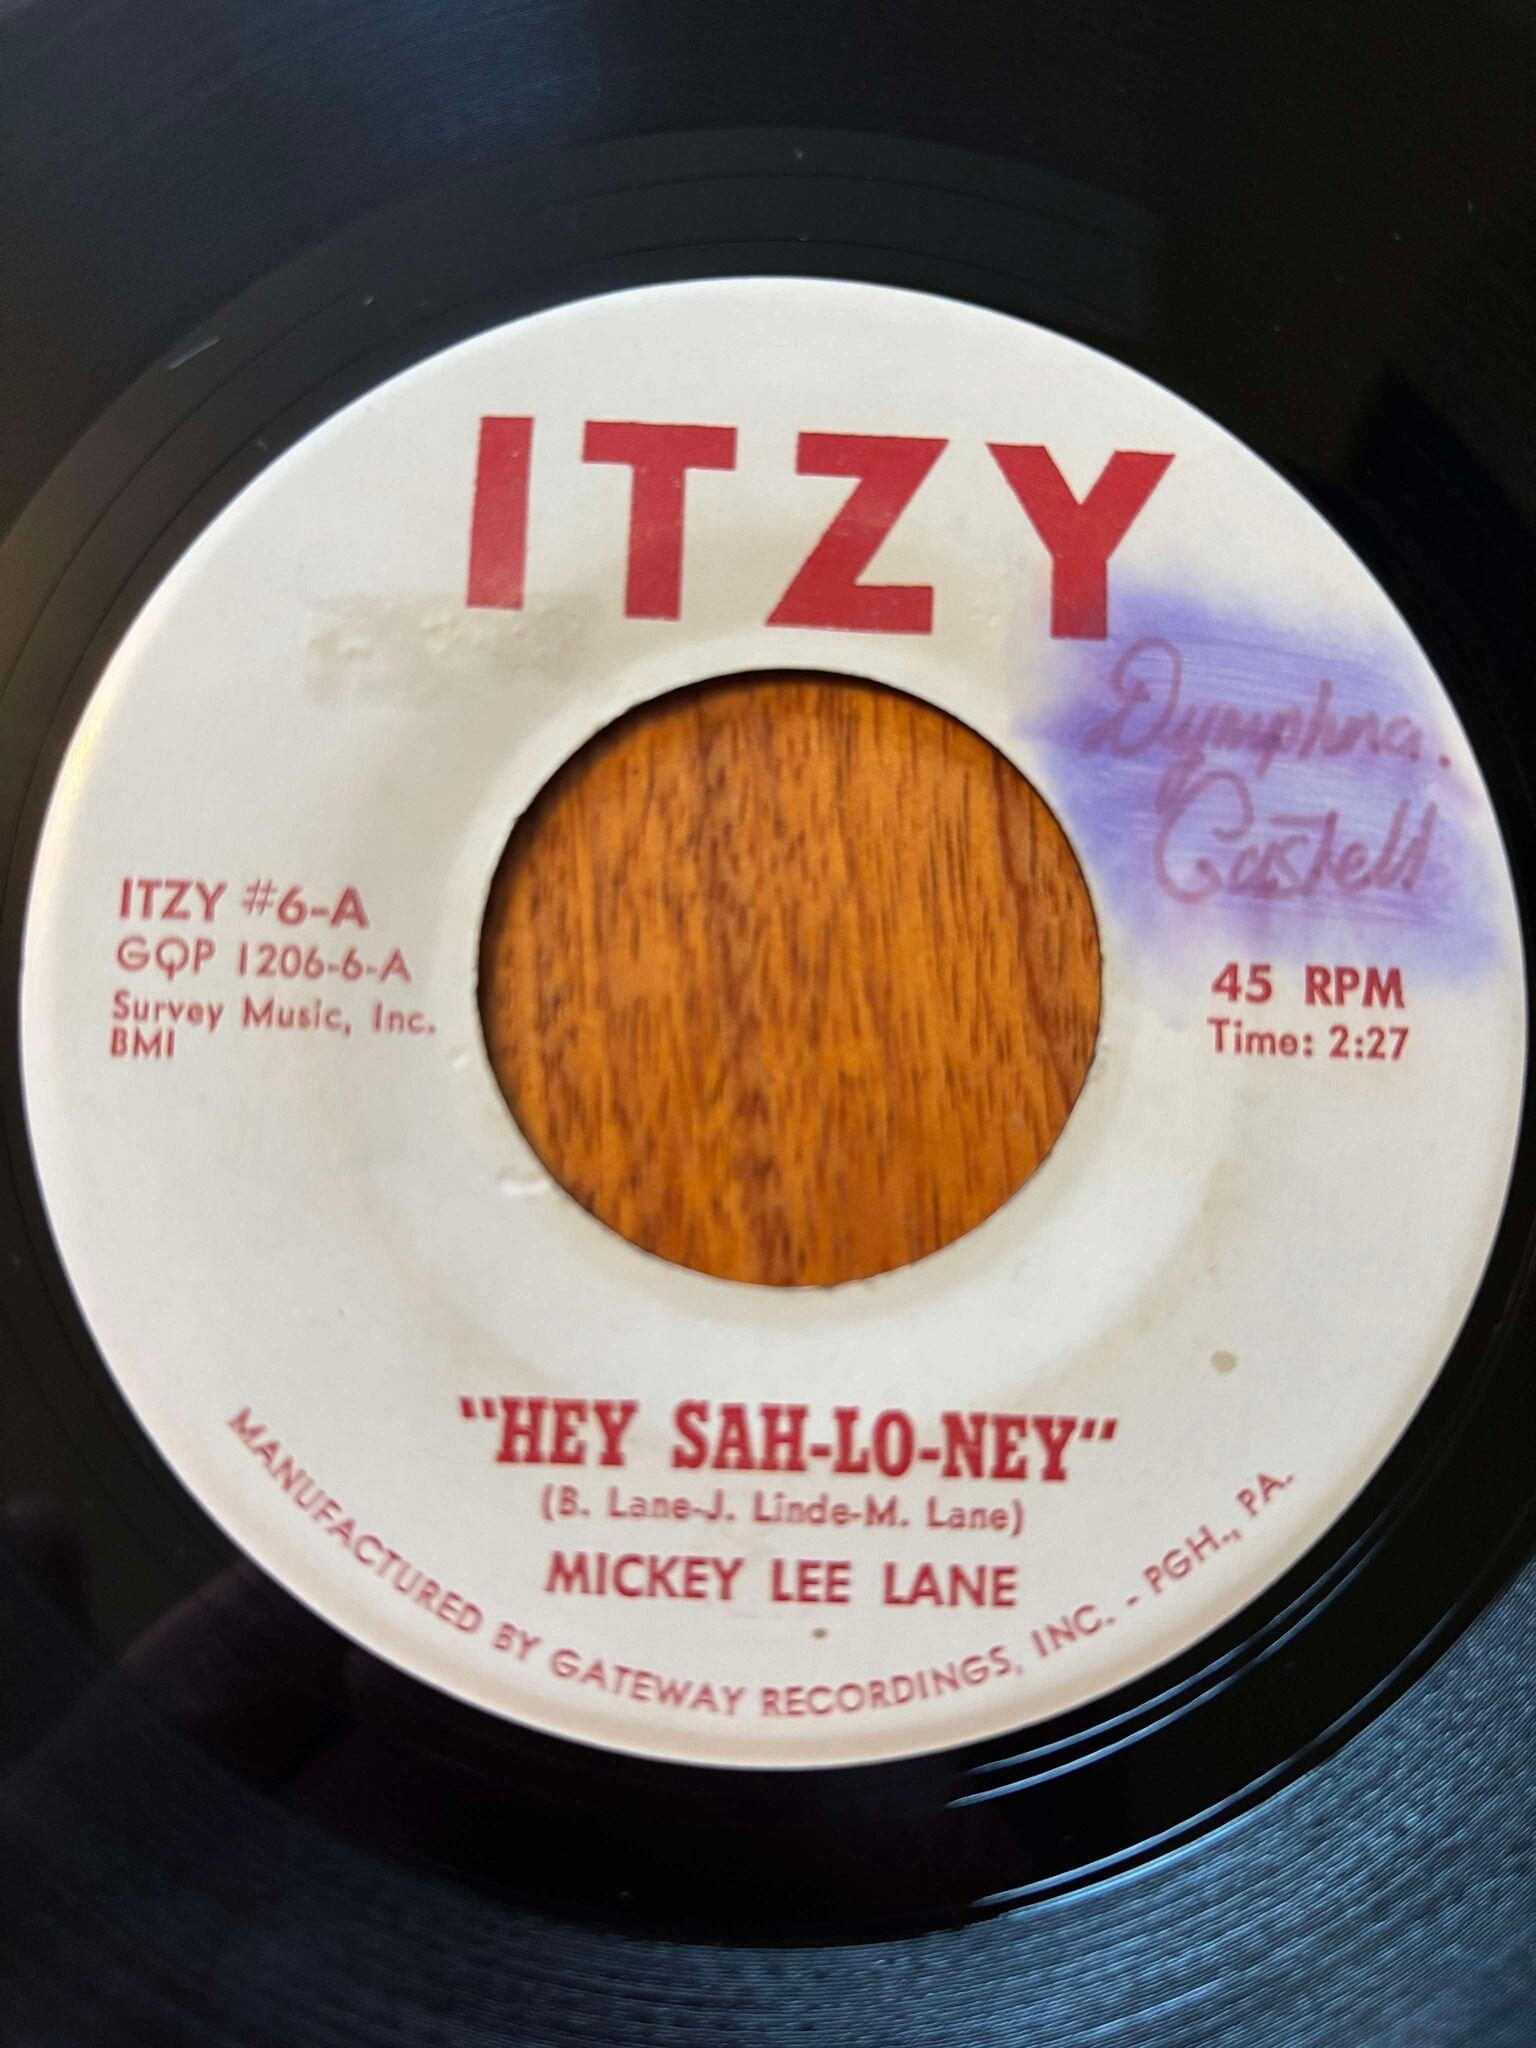 ITZY
Dymphna.
Gaskell
ITZY #6-A
GQP 1206-6-A
Survey Music, Inc.
BMI
45 RPM
Time: 2:27
"HEY SAH-LO-NEY"
(B. Lane-J. Linde-M. Lane)
MICKEY LEE LANE
MANUFACTURED BY GATEWAY RECORDINGS, INC. - PGH., PA.